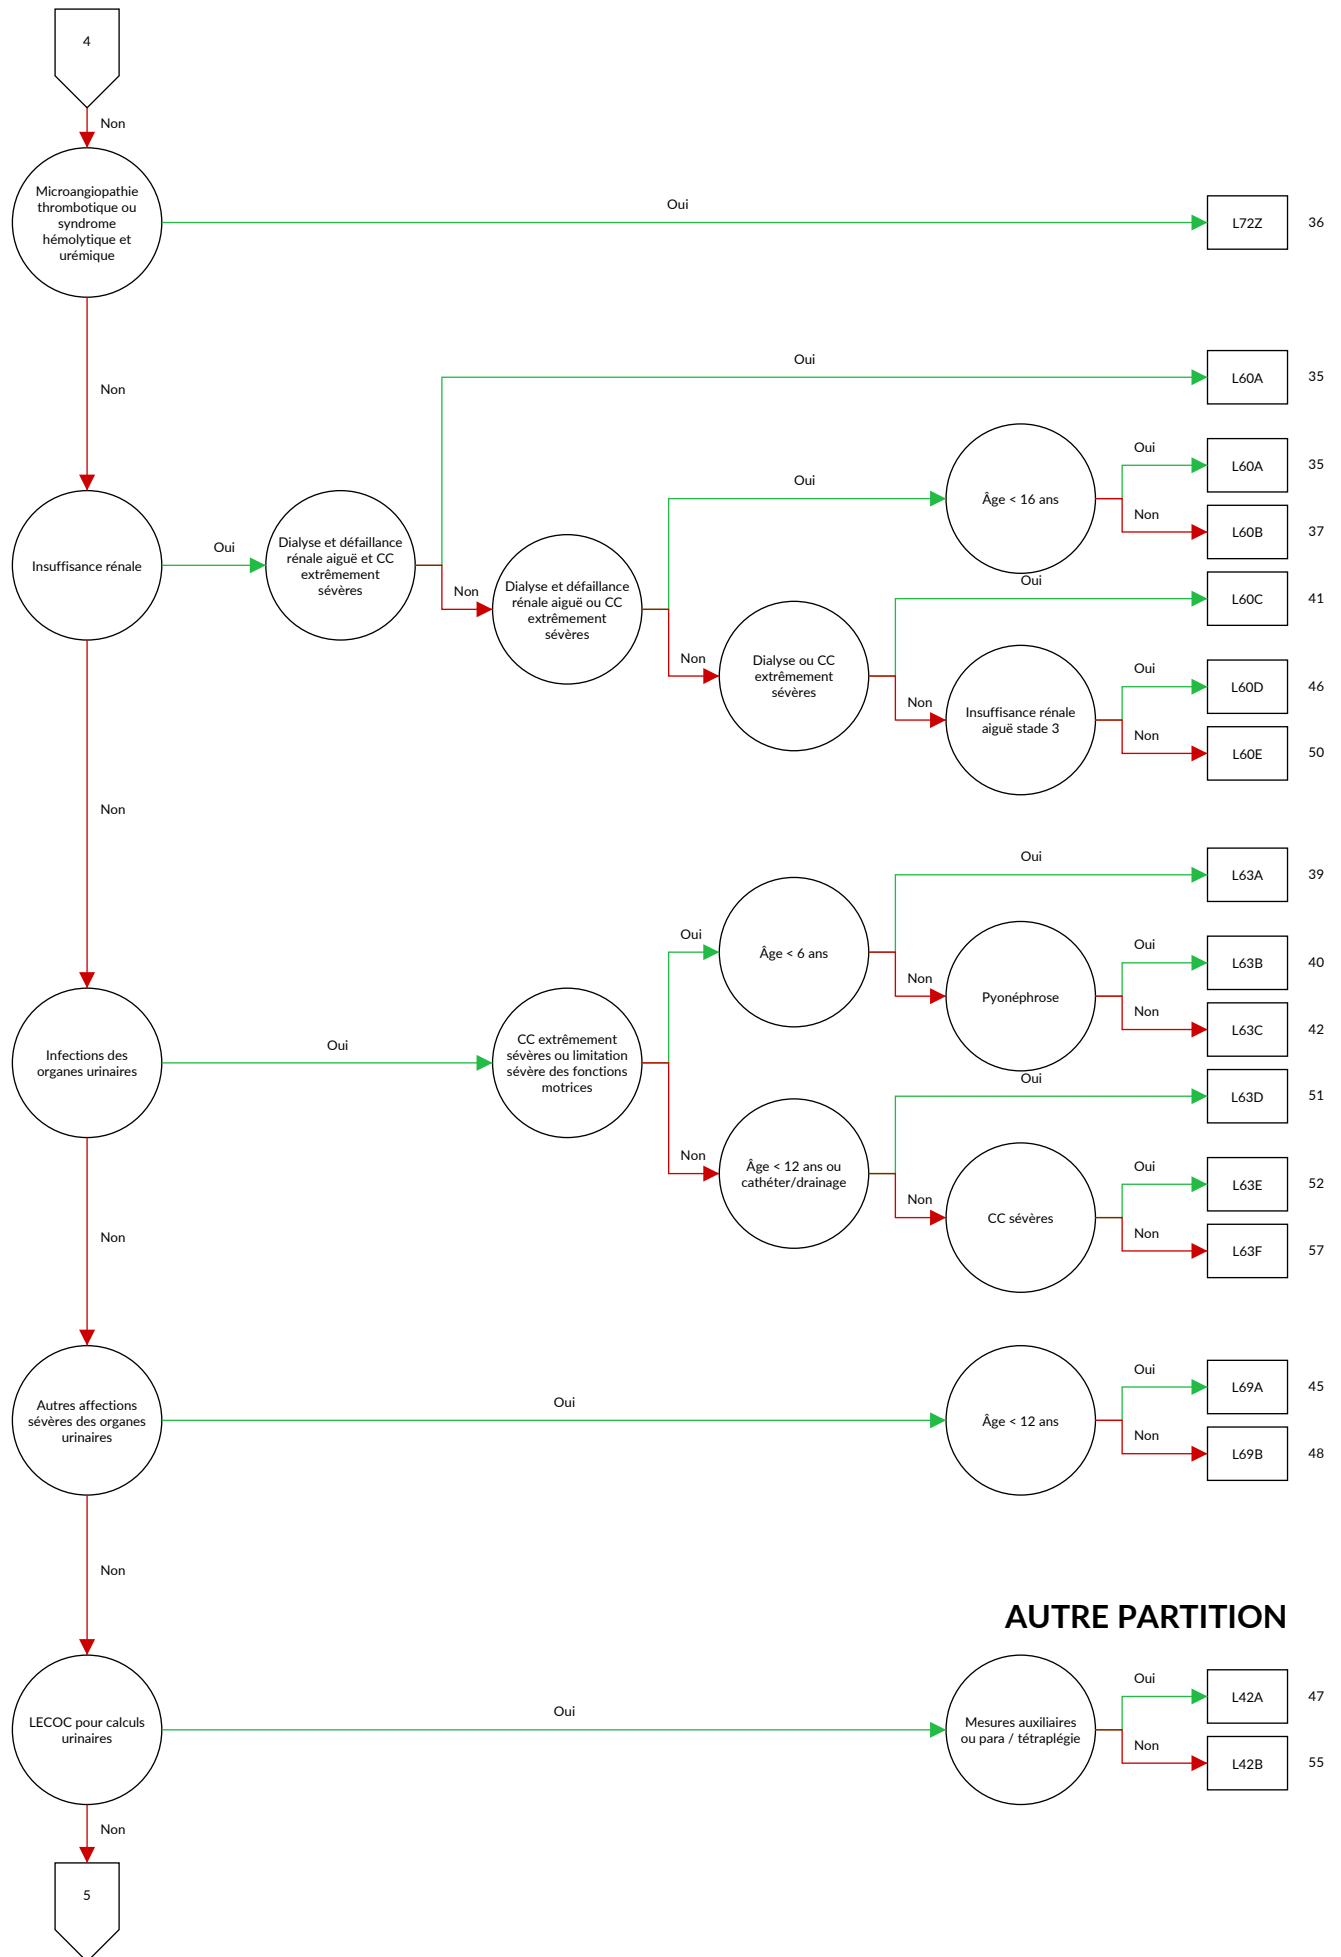 4
Non
Microangiopathie
thrombotique ou
syndrome
hémolytique et
urémique
Oui
L72Z
36
Non
Oui
L60A
35
Insuffisance rénale
Oui
Dialyse et défaillance
rénale aiguë et CC
extrêmement
sévères
Non
Dialyse et défaillance
rénale aiguë ou CC
extrêmement
sévères
Oui
Âge < 16 ans
Oui
L60A
35
Non
L60B
37
Non
Dialyse ou CC
extrêmement
sévères
Oui
L60C
41
Non
Insuffisance rénale
aiguë stade 3
Oui
L60D
46
Non
L60E
50
Non
Infections des
organes urinaires
Oui
CC extrêmement
sévères ou limitation
sévère des fonctions
motrices
Oui
Âge < 6 ans
Oui
L63A
39
Non
Pyonéphrose
Oui
L63B
40
Non
L63C
42
Non
Âge < 12 ans ou
cathéter/drainage
Oui
L63D
51
Non
CC sévères
Oui
L63E
52
Non
L63F
57
Non
Autres affections
sévères des organes
urinaires
Oui
Âge < 12 ans
Oui
L69A
45
Non
L69B
48
Non
AUTRE PARTITION
LECOC pour calculs
urinaires
Oui
Mesures auxiliaires
ou para / tétraplégie
Oui
L42A
47
Non
L42B
55
Non
5